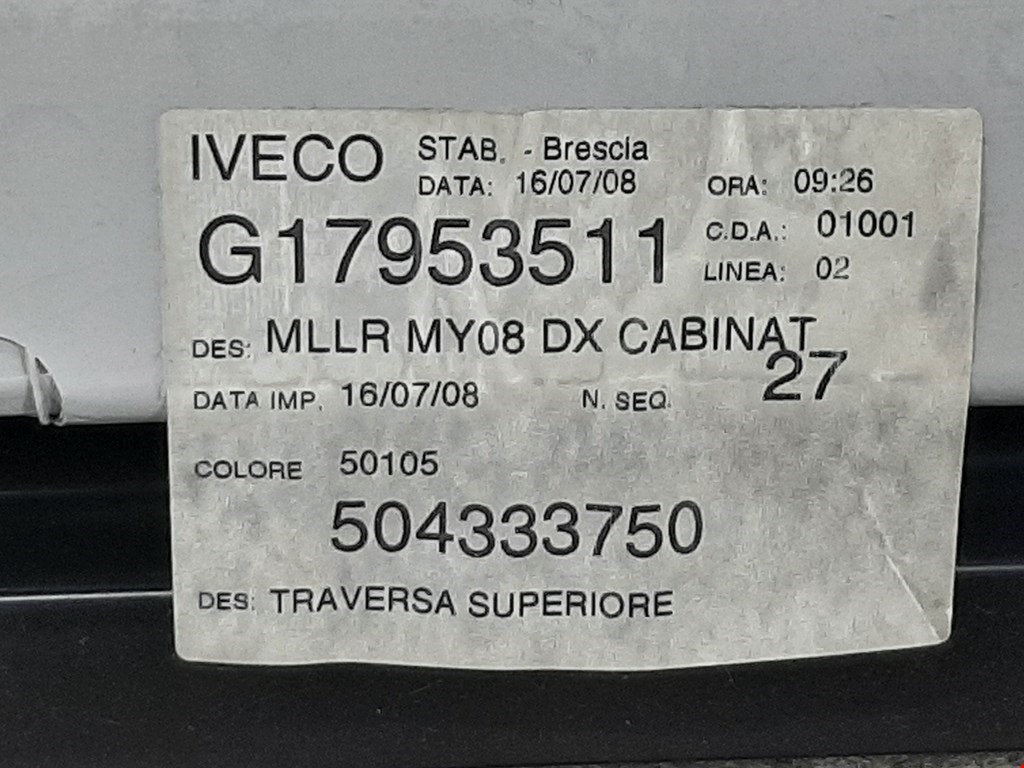 IVECO STAB. - Brescia
DATA: 16/07/08 ORA: 09:26
G17953511 C.D.A.: 01001
LINEA: 02
DES: MLLR MY08 DX CABINAT
27
DATA IMP. 16/07/08 N. SEQ.
COLORE 50105
504333750
DES: TRAVERSA SUPERIORE